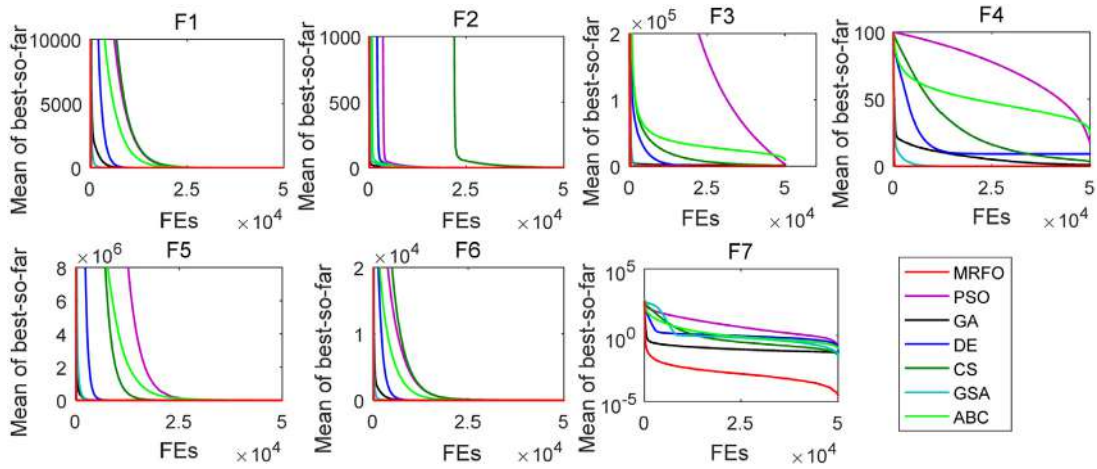 F1
F2
F3
F4
Mean of best-so-far
10000
5000
0
0
2.5
5
FEs
×10^4
Mean of best-so-far
1000
500
0
0
2.5
5
FEs
×10^4
Mean of best-so-far
×10^5
2
1
0
0
2.5
5
FEs
×10^4
Mean of best-so-far
100
50
0
0
2.5
5
FEs
×10^4
F5
F6
F7
Mean of best-so-far
×10^6
8
6
4
2
0
0
2.5
5
FEs
×10^4
Mean of best-so-far
×10^4
2
1
0
0
2.5
5
FEs
×10^4
Mean of best-so-far
10^5
10^0
10^-5
0
2.5
5
FEs
×10^4
MRFO
PSO
GA
DE
CS
GSA
ABC